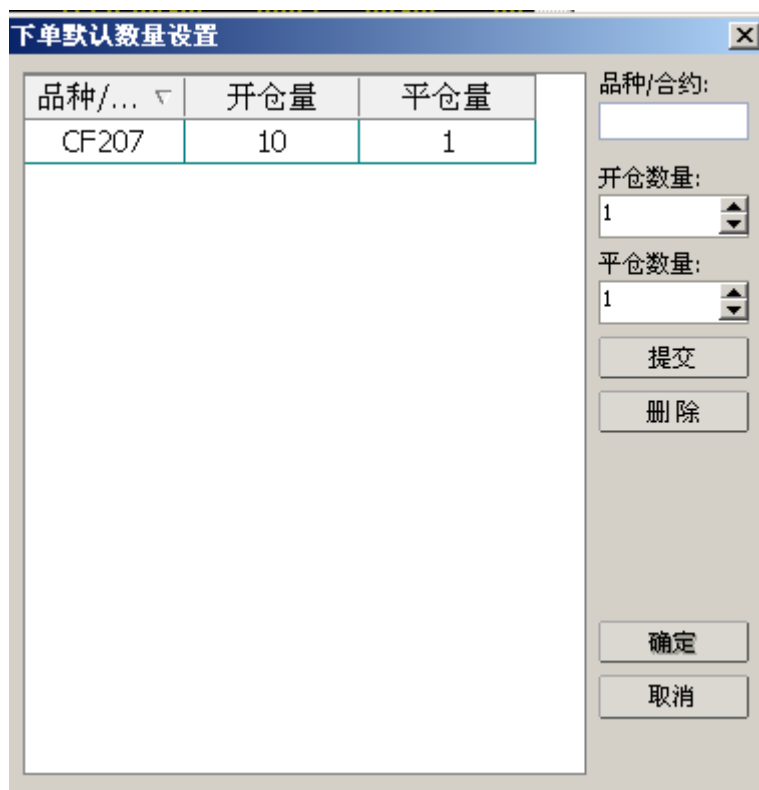 下单默认数量设置
品种/... 开仓量 平仓量
CF207 10 1
品种/合约:
开仓数量:
1
平仓数量:
1
提交
删除
确定
取消